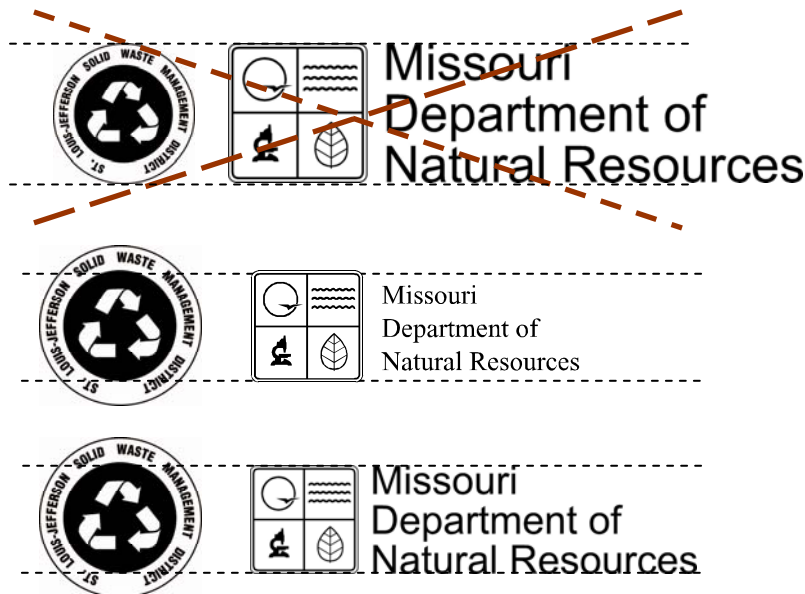 ST. LOUIS-JEFFERSON SOLID WASTE MANAGEMENT DISTRICT
Missouri
Department of
Natural Resources
ST. LOUIS-JEFFERSON SOLID WASTE MANAGEMENT DISTRICT
Missouri
Department of
Natural Resources
ST. LOUIS-JEFFERSON SOLID WASTE MANAGEMENT DISTRICT
Missouri
Department of
Natural Resources